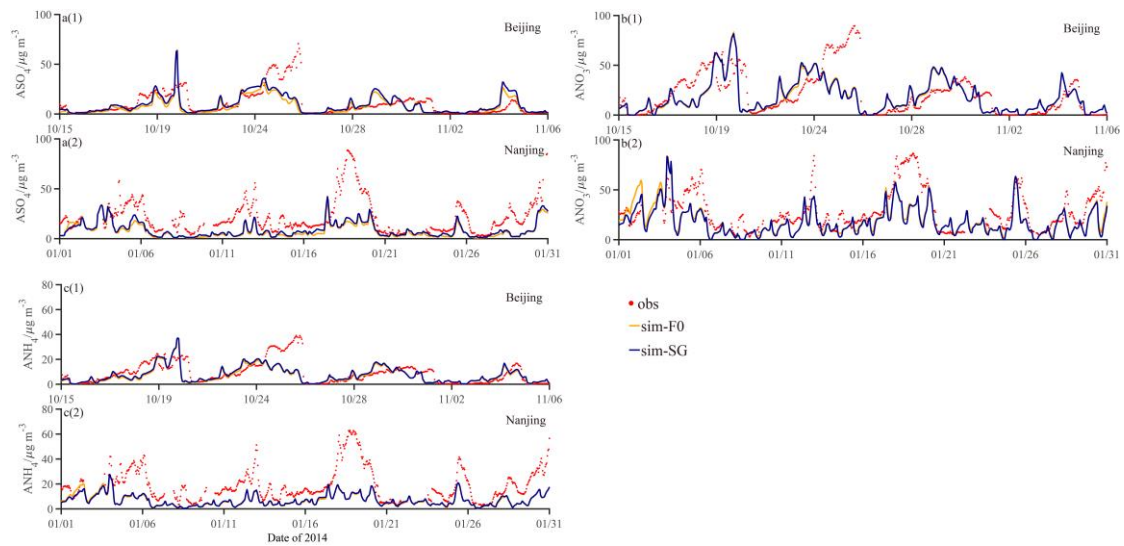 a(1)
Beijing
ASO4/μg m-3
100
50
0
10/15 10/19 10/24 10/28 11/02 11/06
a(2)
Nanjing
ASO4/μg m-3
100
50
0
01/01 01/06 01/11 01/16 01/21 01/26 01/31
b(1)
Beijing
ANO3/μg m-3
100
50
0
10/15 10/19 10/24 10/28 11/02 11/06
b(2)
Nanjing
ANO3/μg m-3
100
50
0
01/01 01/06 01/11 01/16 01/21 01/26 01/31
c(1)
Beijing
ANH4/μg m-3
80
60
40
20
0
10/15 10/19 10/24 10/28 11/02 11/06
c(2)
Nanjing
ANH4/μg m-3
80
60
40
20
0
01/01 01/06 01/11 01/16 01/21 01/26 01/31
Date of 2014
obs
sim-F0
sim-SG